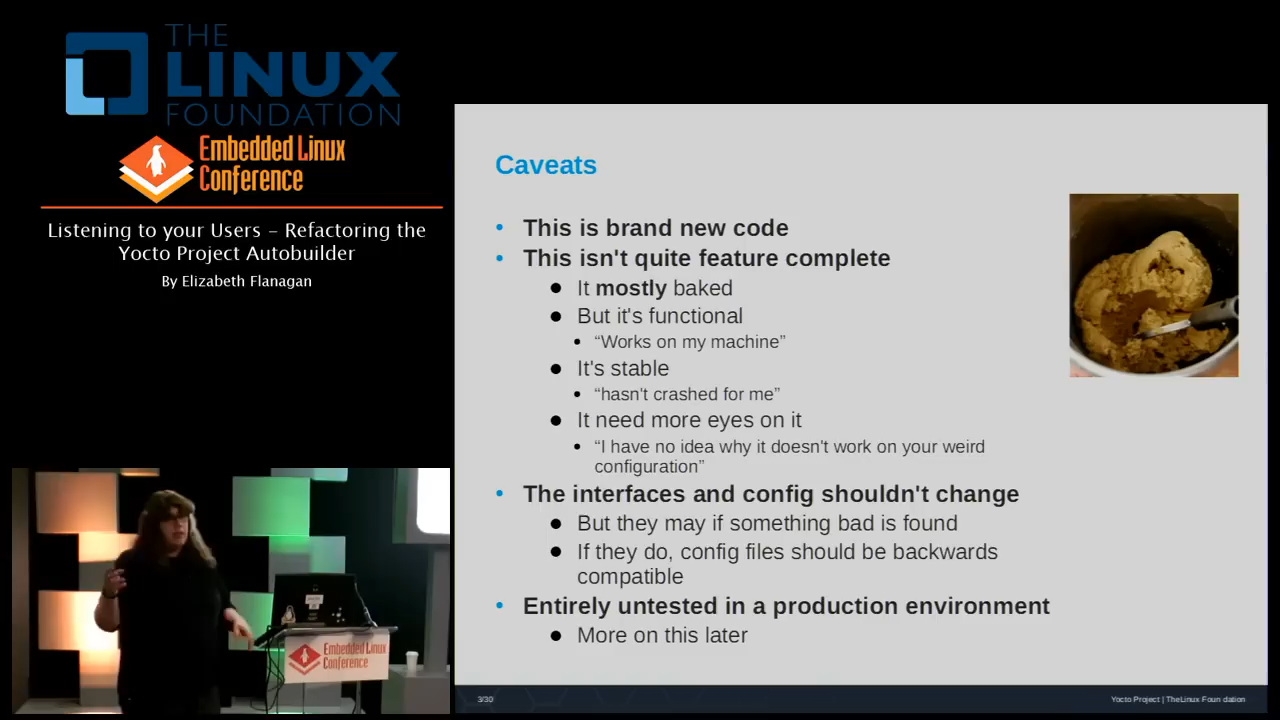 THE
LINUX
FOUNDATION
Embedded Linux
Conference
Listening to your Users – Refactoring the
Yocto Project Autobuilder
By Elizabeth Flanagan
Caveats
• This is brand new code
• This isn't quite feature complete
● It mostly baked
● But it's functional
• “Works on my machine”
● It's stable
• “hasn't crashed for me”
● It need more eyes on it
• “I have no idea why it doesn't work on your weird
configuration”
• The interfaces and config shouldn't change
● But they may if something bad is found
● If they do, config files should be backwards
compatible
• Entirely untested in a production environment
● More on this later
3/30
Yocto Project | TheLinux Foun dation
Embedded Linux
Conference